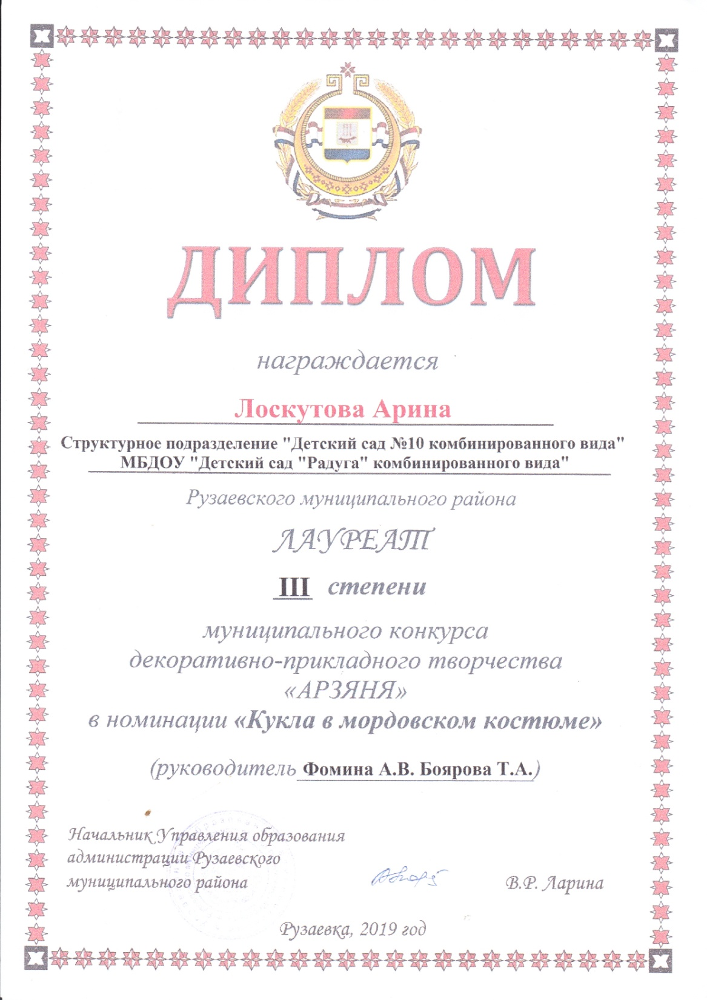 ДИПЛОМ
награждается
Лоскутова Арина
Структурное подразделение "Детский сад №10 комбинированного вида"
МБДОУ "Детский сад "Радуга" комбинированного вида"
Рузаевского муниципального района
ЛАУРЕАТ
III степени
муниципального конкурса
декоративно-прикладного творчества
«АРЗЯНЯ»
в номинации «Кукла в мордовском костюме»
(руководитель Фомина А.В. Боярова Т.А.)
Начальник Управления образования
администрации Рузаевского
муниципального района
В.Р. Ларина
Рузаевка, 2019 год